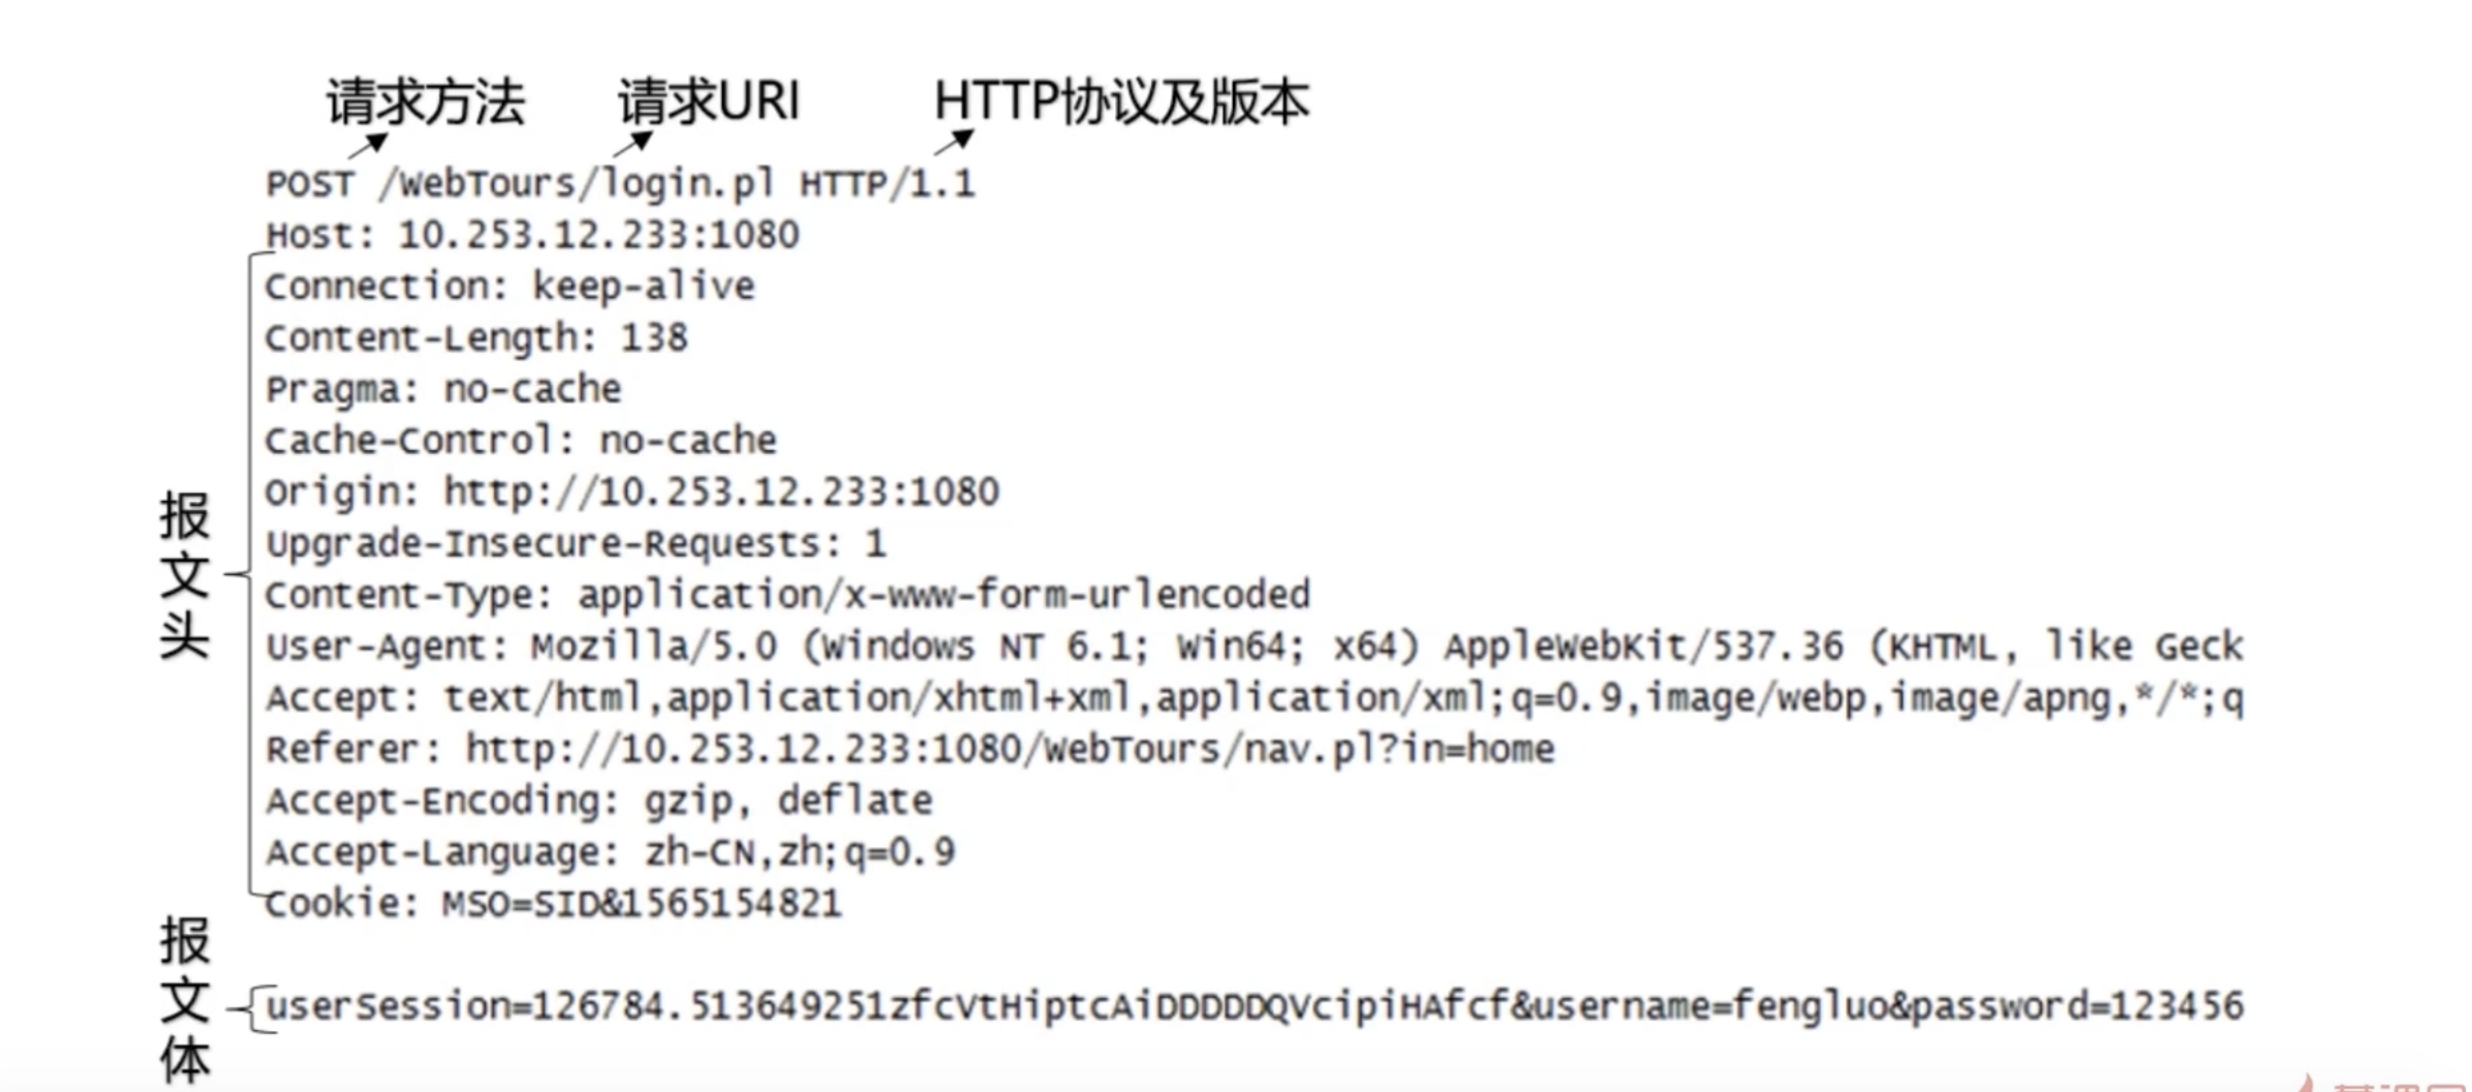 请求方法 请求URI HTTP协议及版本
POST /WebTours/login.pl HTTP/1.1
Host: 10.253.12.233:1080
Connection: keep-alive
Content-Length: 138
Pragma: no-cache
Cache-Control: no-cache
Origin: http://10.253.12.233:1080
Upgrade-Insecure-Requests: 1
Content-Type: application/x-www-form-urlencoded
User-Agent: Mozilla/5.0 (Windows NT 6.1; Win64; x64) AppleWebKit/537.36 (KHTML, like Geck
Accept: text/html,application/xhtml+xml,application/xml;q=0.9,image/webp,image/apng,*/*;q
Referer: http://10.253.12.233:1080/WebTours/nav.pl?in=home
Accept-Encoding: gzip, deflate
Accept-Language: zh-CN,zh;q=0.9
Cookie: MSO=SID&1565154821
报文头
userSession=126784.513649251zfcVtHiptcAiDDDDDQVcipiHAfcf&username=fengluo&password=123456
报文体